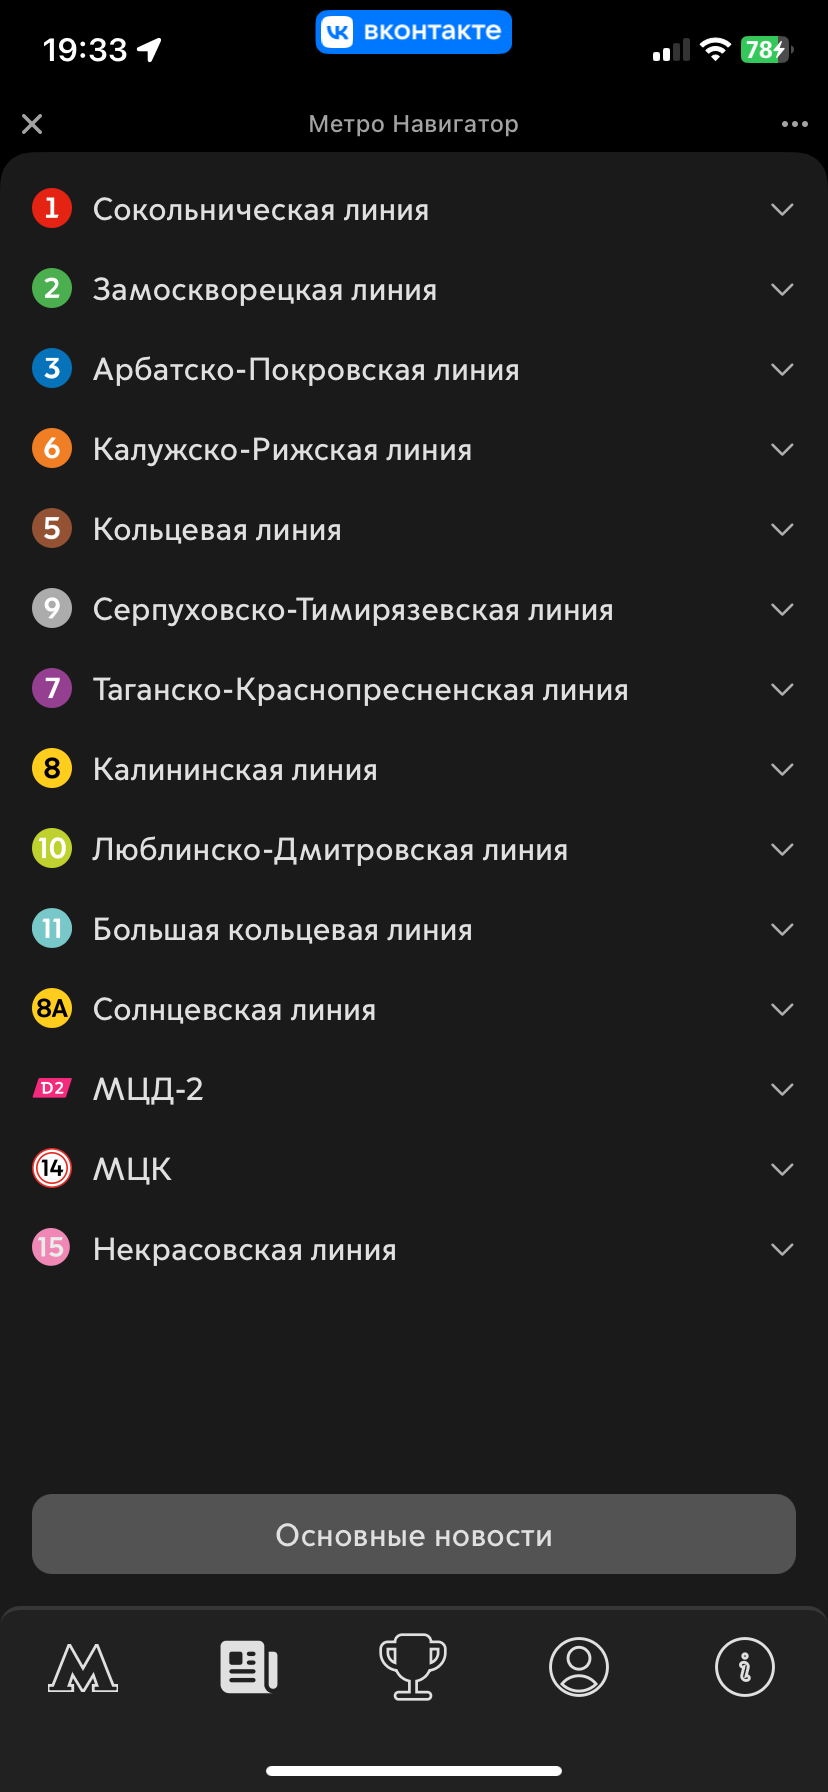 19:33
вконтакте
78
Метро Навигатор
1 Сокольническая линия
2 Замоскворецкая линия
3 Арбатско-Покровская линия
6 Калужско-Рижская линия
5 Кольцевая линия
9 Серпуховско-Тимирязевская линия
7 Таганско-Краснопресненская линия
8 Калининская линия
10 Люблинско-Дмитровская линия
11 Большая кольцевая линия
8А Солнцевская линия
D2 МЦД-2
14 МЦК
15 Некрасовская линия
Основные новости